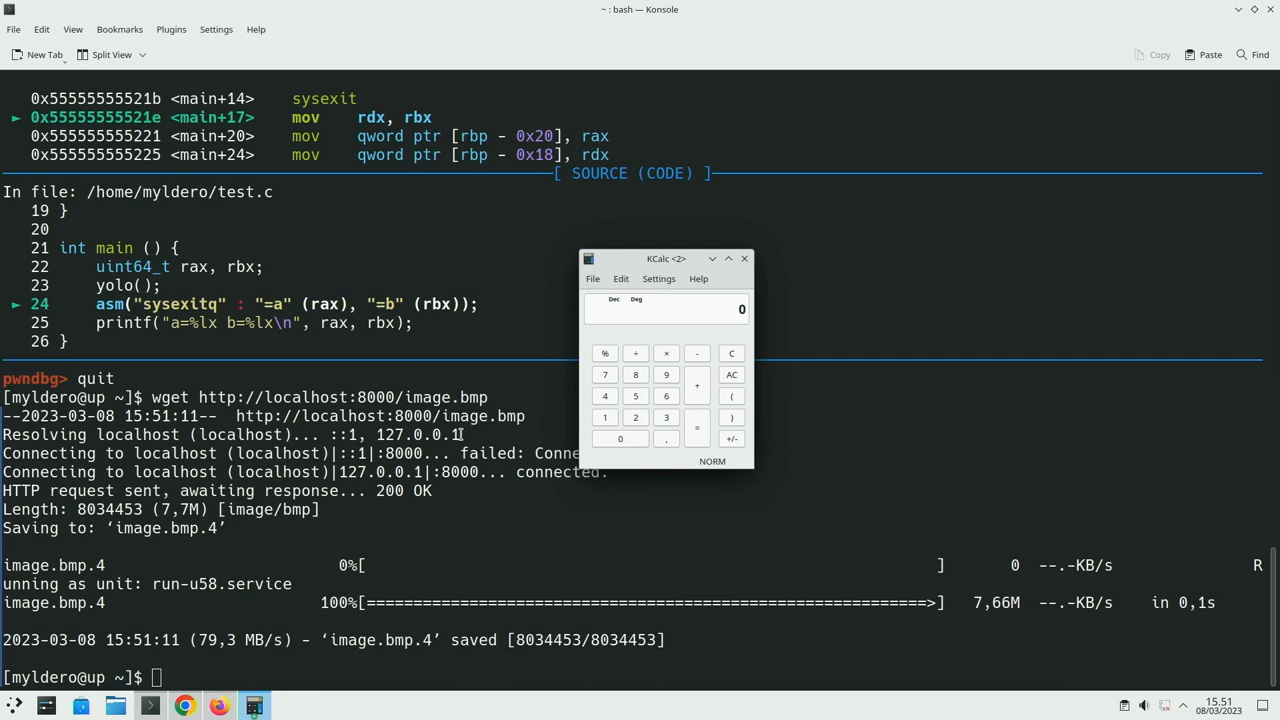 ~ : bash — Konsole
File Edit View Bookmarks Plugins Settings Help
New Tab Split View Copy Paste Find
0x55555555521b <main+14> sysexit
► 0x55555555521e <main+17> mov rdx, rbx
0x555555555221 <main+20> mov qword ptr [rbp - 0x20], rax
0x555555555225 <main+24> mov qword ptr [rbp - 0x18], rdx
[ SOURCE (CODE) ]
In file: /home/myldero/test.c
19 }
20
21 int main () {
22 uint64_t rax, rbx;
23 yolo();
► 24 asm("sysexitq" : "=a" (rax), "=b" (rbx));
25 printf("a=%lx b=%lx\n", rax, rbx);
26 }
pwndbg> quit
[myldero@up ~]$ wget http://localhost:8000/image.bmp
--2023-03-08 15:51:11-- http://localhost:8000/image.bmp
Resolving localhost (localhost)... ::1, 127.0.0.1
Connecting to localhost (localhost)|::1|:8000... failed: Conne
Connecting to localhost (localhost)|127.0.0.1|:8000... connected.
HTTP request sent, awaiting response... 200 OK
Length: 8034453 (7,7M) [image/bmp]
Saving to: ‘image.bmp.4’
image.bmp.4 0%[ ] 0 --.-KB/s R
unning as unit: run-u58.service
image.bmp.4 100%[=============================================================>] 7,66M --.-KB/s in 0,1s
2023-03-08 15:51:11 (79,3 MB/s) - ‘image.bmp.4’ saved [8034453/8034453]
[myldero@up ~]$
KCalc <2>
File Edit Settings Help
Dec Deg
0
% ÷ × - C
7 8 9 + AC
4 5 6 (
1 2 3 = )
0 , +/-
NORM
15.51
08/03/2023